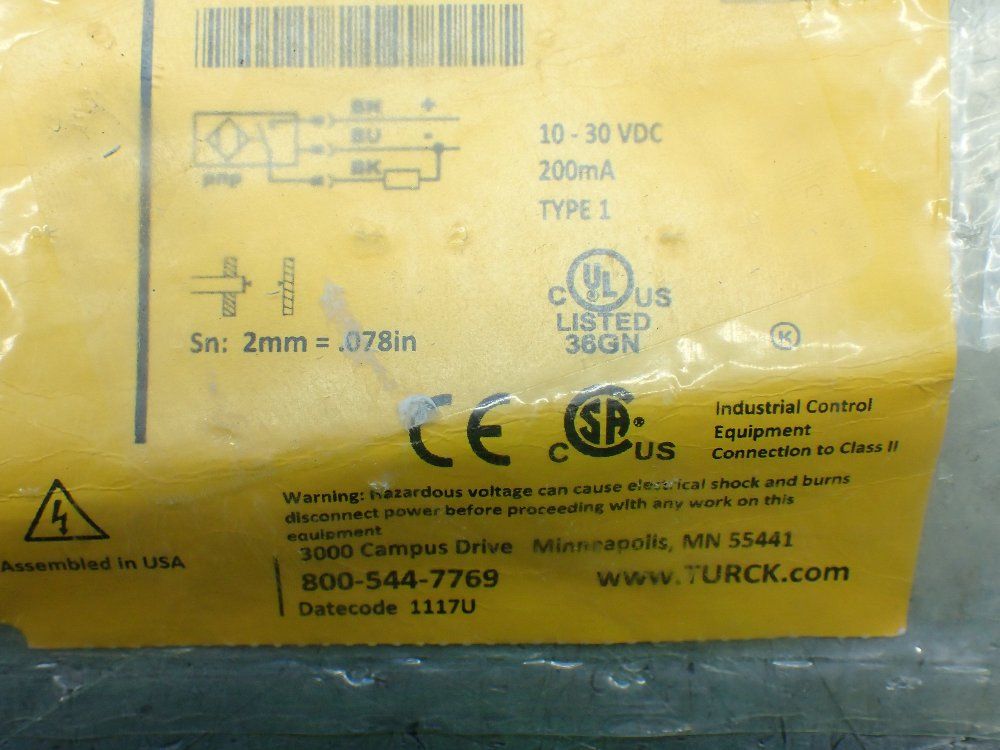 BN +
BU -
BK
pnp
10 - 30 VDC
200mA
TYPE 1
Sn: 2mm = .078in
C UL US
LISTED
36GN
K
CE
C SA® US
Industrial Control
Equipment
Connection to Class II
Warning: Hazardous voltage can cause electrical shock and burns
disconnect power before proceeding with any work on this
equipment
Assembled in USA
3000 Campus Drive Minneapolis, MN 55441
800-544-7769 www.TURCK.com
Datecode 1117U